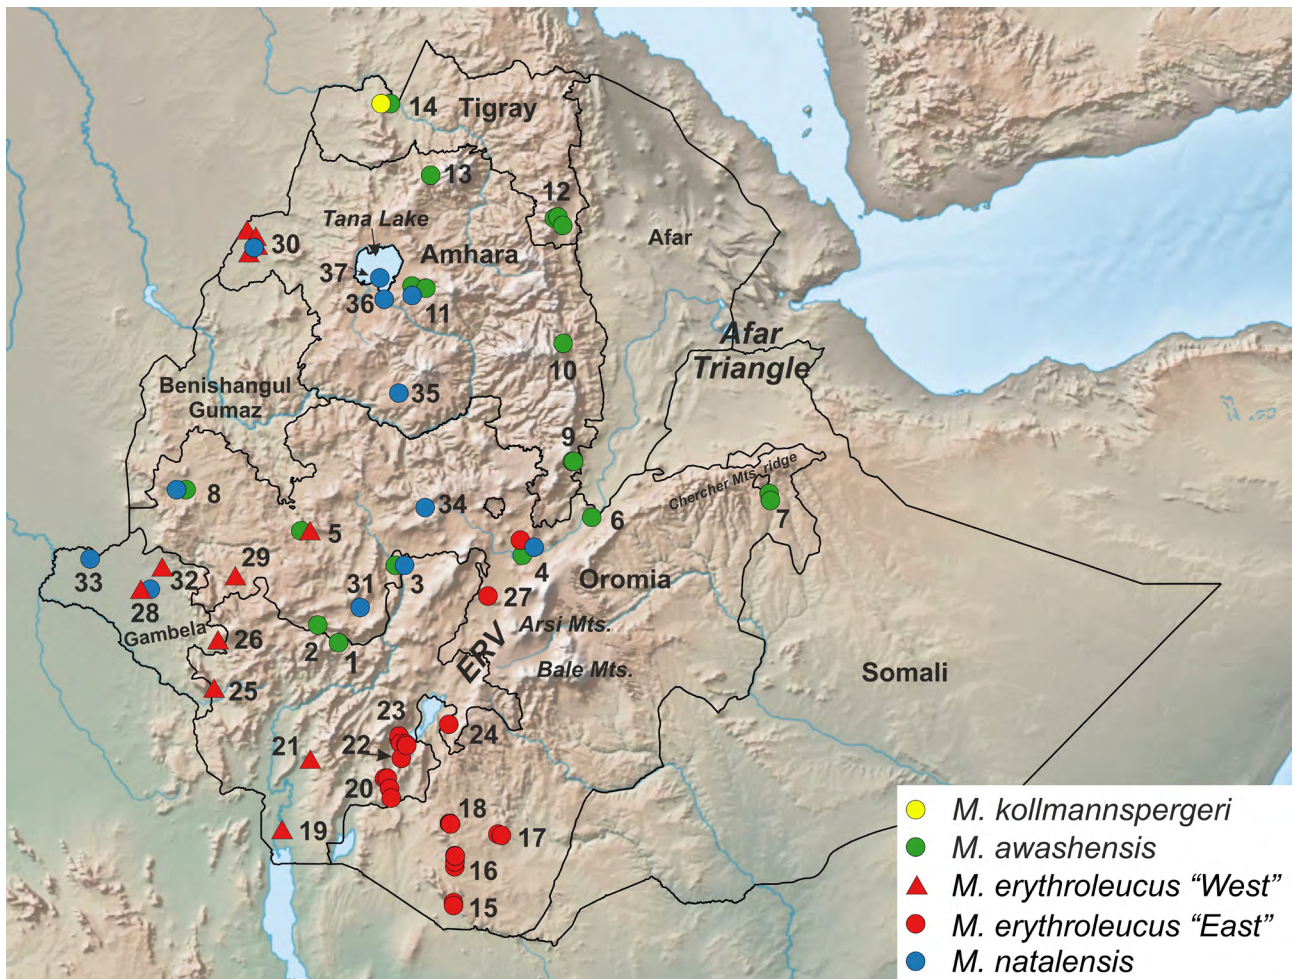 14
Tigray
13
12
Tana Lake
30
Afar
37
Amhara
36
11
Afar
Triangle
10
Benishangul
Gumaz
35
9
Chercher Mts. ridge
8
34
6
7
5
4
29
33
32
31
3
Oromia
28
27
Gambela
Arsi Mts.
26
2
1
ERV
Bale Mts.
Somali
25
23
24
21
22
20
18
17
19
16
15
M. kollmannspergeri
M. awashensis
M. erythroleucus “West”
M. erythroleucus “East”
M. natalensis